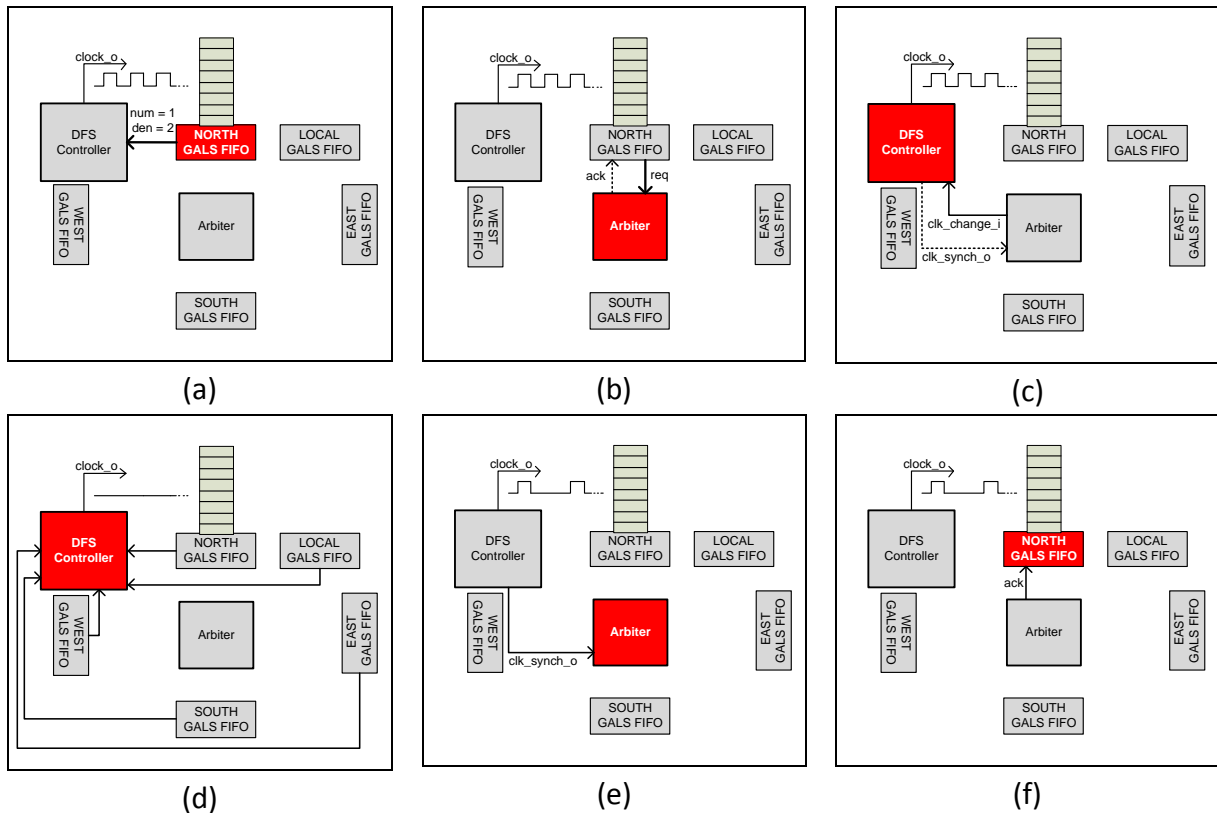 clock_o
num = 1
den = 2
DFS
Controller
NORTH
GALS FIFO
LOCAL
GALS FIFO
WEST
GALS FIFO
Arbiter
EAST
GALS FIFO
SOUTH
GALS FIFO
(a)
clock_o
DFS
Controller
NORTH
GALS FIFO
LOCAL
GALS FIFO
ack
req
WEST
GALS FIFO
Arbiter
EAST
GALS FIFO
SOUTH
GALS FIFO
(b)
clock_o
DFS
Controller
NORTH
GALS FIFO
LOCAL
GALS FIFO
WEST
GALS FIFO
clk_change_i
Arbiter
clk_synch_o
EAST
GALS FIFO
SOUTH
GALS FIFO
(c)
clock_o
DFS
Controller
NORTH
GALS FIFO
LOCAL
GALS FIFO
WEST
GALS FIFO
Arbiter
EAST
GALS FIFO
SOUTH
GALS FIFO
(d)
clock_o
DFS
Controller
NORTH
GALS FIFO
LOCAL
GALS FIFO
WEST
GALS FIFO
Arbiter
clk_synch_o
EAST
GALS FIFO
SOUTH
GALS FIFO
(e)
clock_o
DFS
Controller
NORTH
GALS FIFO
LOCAL
GALS FIFO
ack
WEST
GALS FIFO
Arbiter
EAST
GALS FIFO
SOUTH
GALS FIFO
(f)